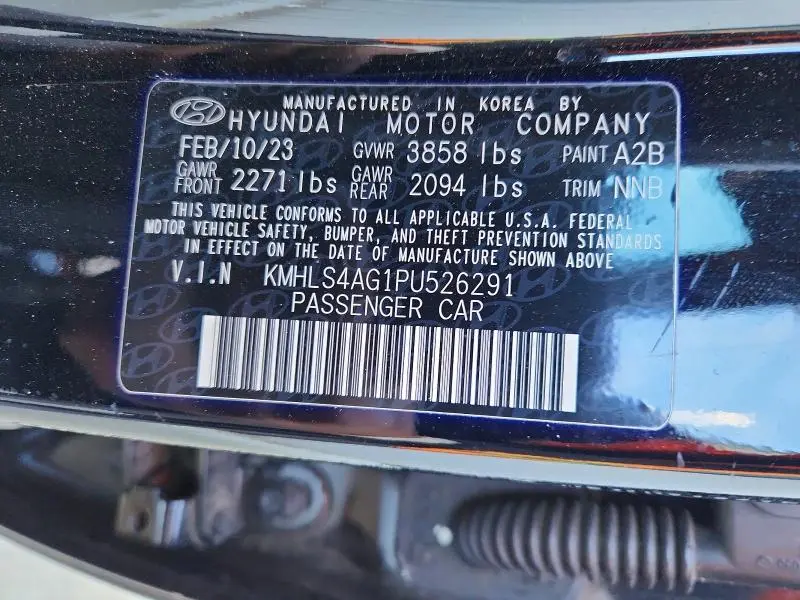 MANUFACTURED IN KOREA BY
HYUNDAI MOTOR COMPANY
FEB/10/23 GVWR 3858 lbs PAINT A2B
GAWR FRONT 2271 lbs GAWR REAR 2094 lbs TRIM NNB
THIS VEHICLE CONFORMS TO ALL APPLICABLE U.S.A. FEDERAL
MOTOR VEHICLE SAFETY, BUMPER, AND THEFT PREVENTION STANDARDS
IN EFFECT ON THE DATE OF MANUFACTURE SHOWN ABOVE
V.I.N KMHLS4AG1PU526291
PASSENGER CAR